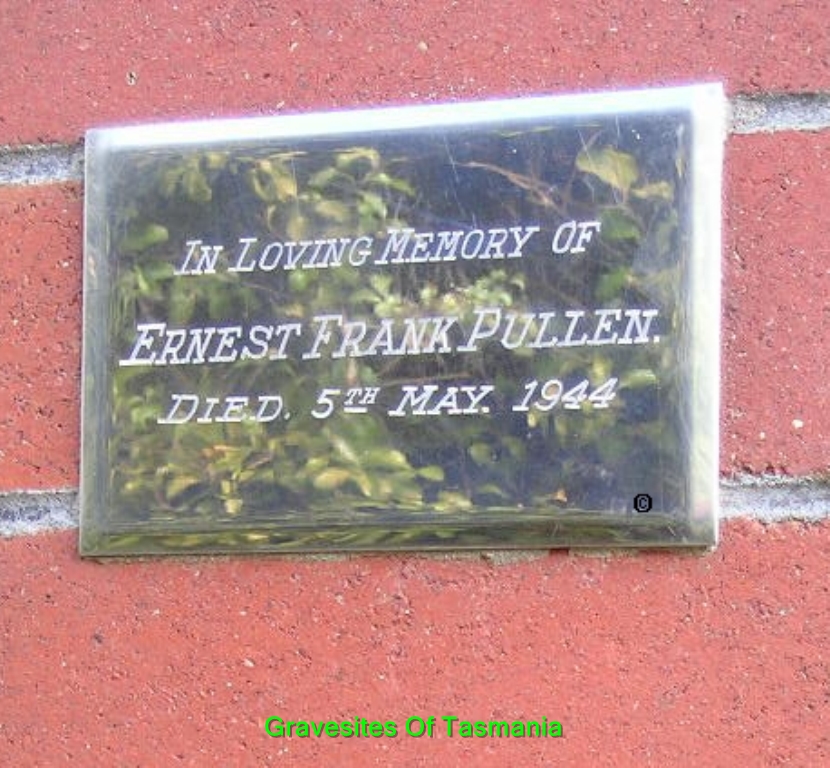 IN LOVING MEMORY OF
ERNEST FRANK PULLEN.
DIED. 5TH MAY. 1944
©
Gravesites Of Tasmania